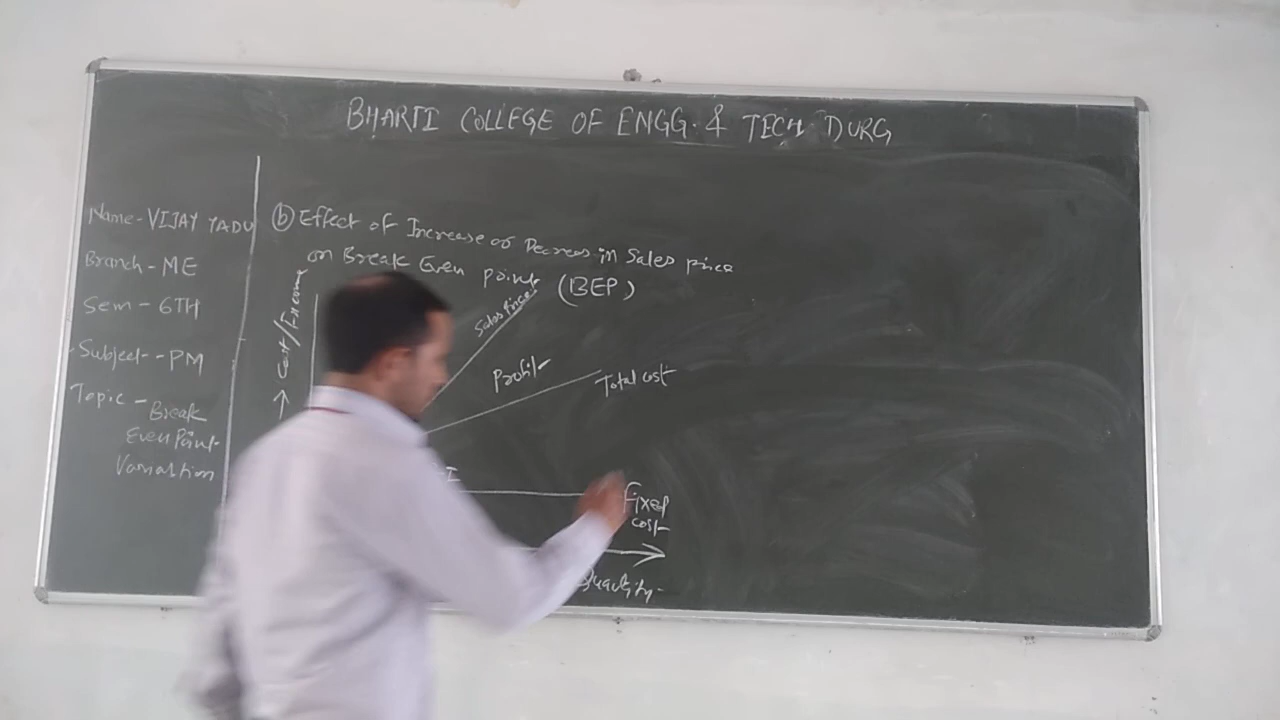 BHARTI COLLEGE OF ENGG. & TECH DURG
Name - VIJAY YADU
Branch - ME
Sem - 6TH
Subject - PM
Topic - Break
Even Point
(b) Effect of Increase or Decreas in Sales price
on Break Even point (BEP)
Sales Price
Profit
Total cost
Fixed
cost
→ Cost/
Quantity